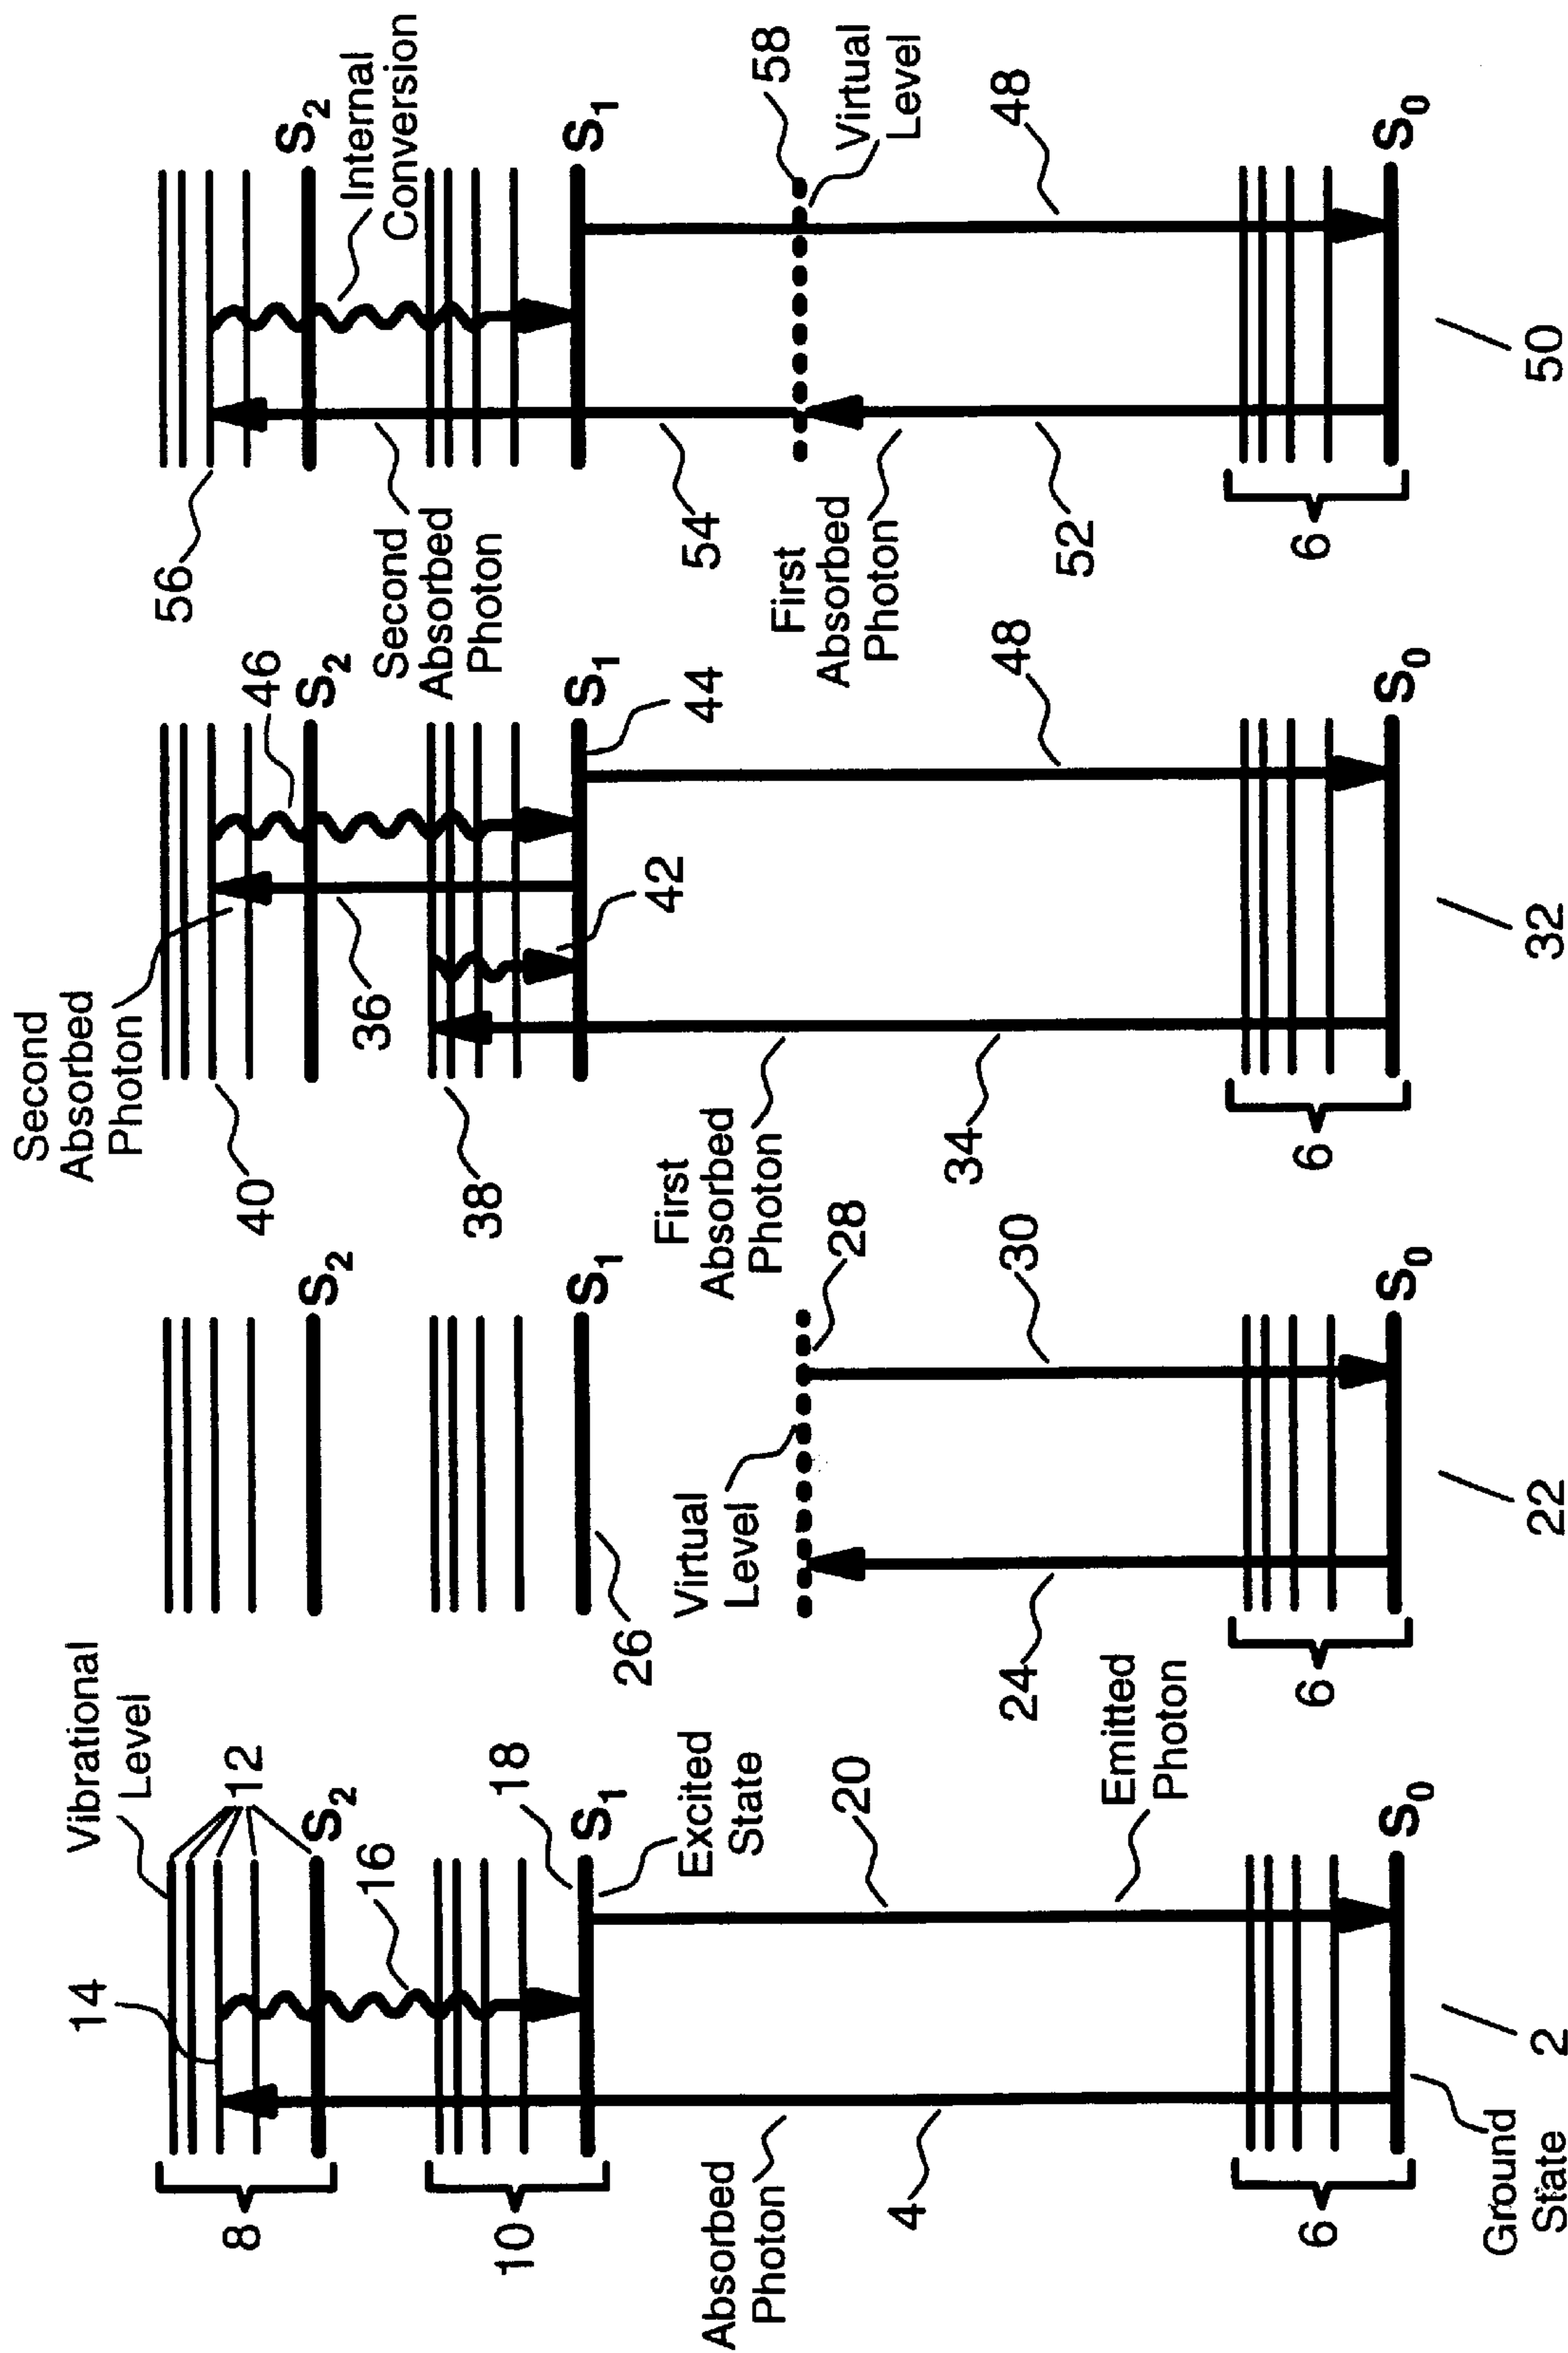 Vibrational
Level
14
12
S2
16
18
S1
Excited
State
8
10
Absorbed
Photon
4
20
Emitted
Photon
6
S0
Ground
State
2
S2
S1
26
Virtual
Level
28
24
30
6
S0
22
Second
Absorbed
Photon
40
46
S2
36
38
42
S1
44
First
Absorbed
Photon
34
48
6
S0
32
56
S2
Internal
Conversion
Second
Absorbed
Photon
S1
54
58
Virtual
Level
First
Absorbed
Photon
52
48
6
S0
50